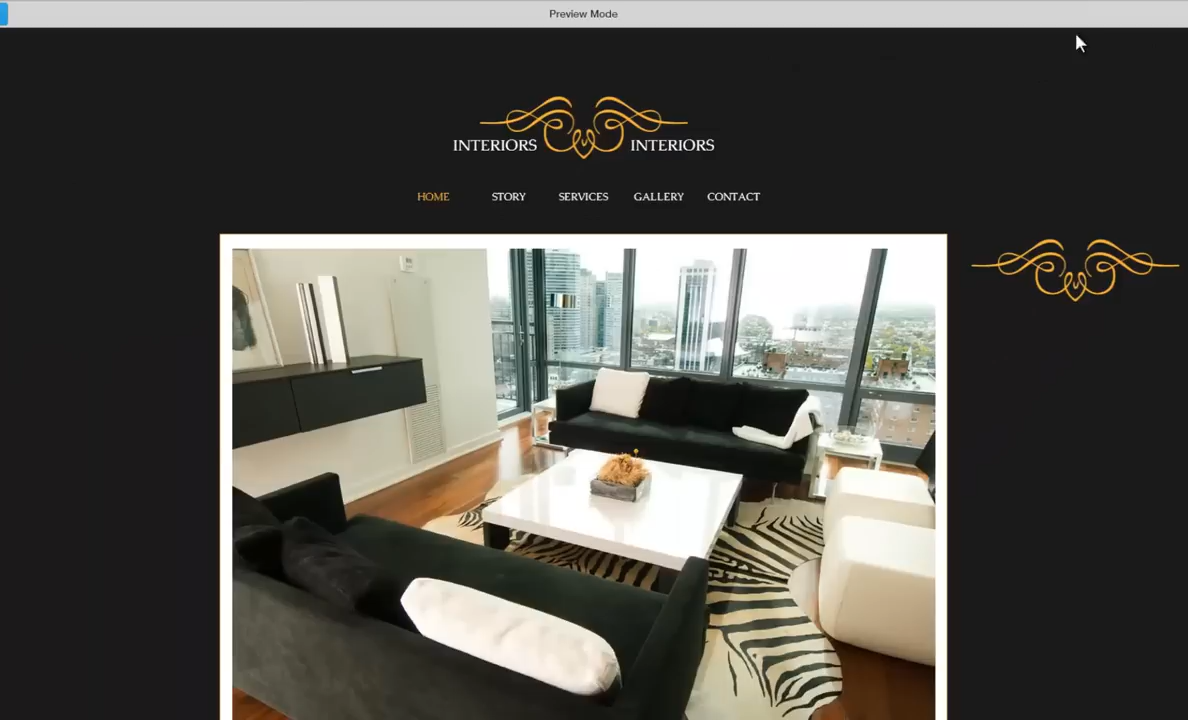 Preview Mode
INTERIORS INTERIORS
HOME STORY SERVICES GALLERY CONTACT